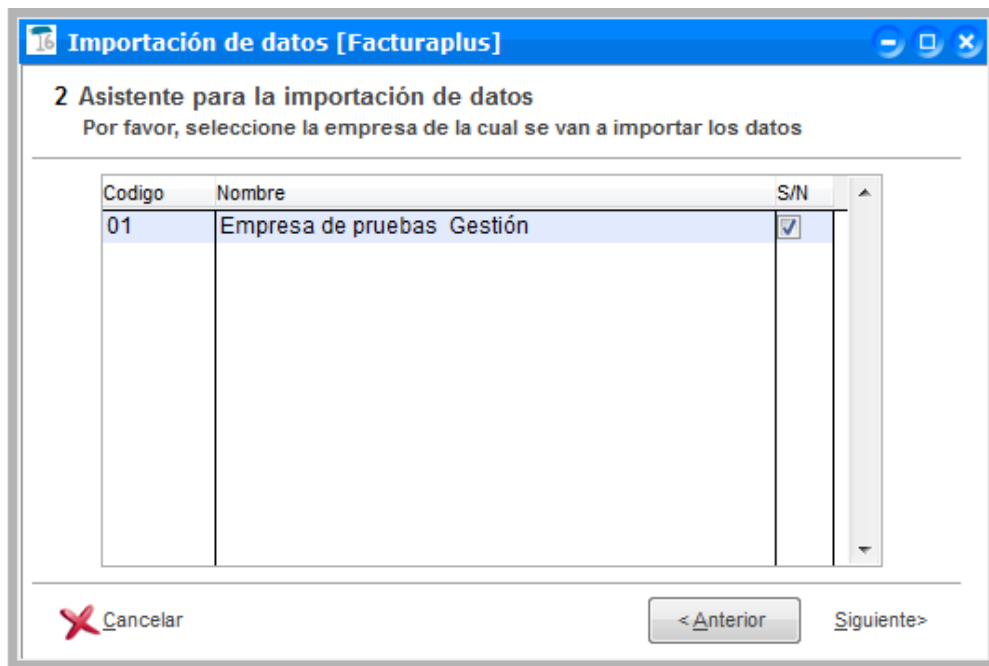 16 Importación de datos [Facturaplus]
2 Asistente para la importación de datos
Por favor, seleccione la empresa de la cual se van a importar los datos
Codigo Nombre S/N
01 Empresa de pruebas Gestión
Cancelar < Anterior Siguiente>